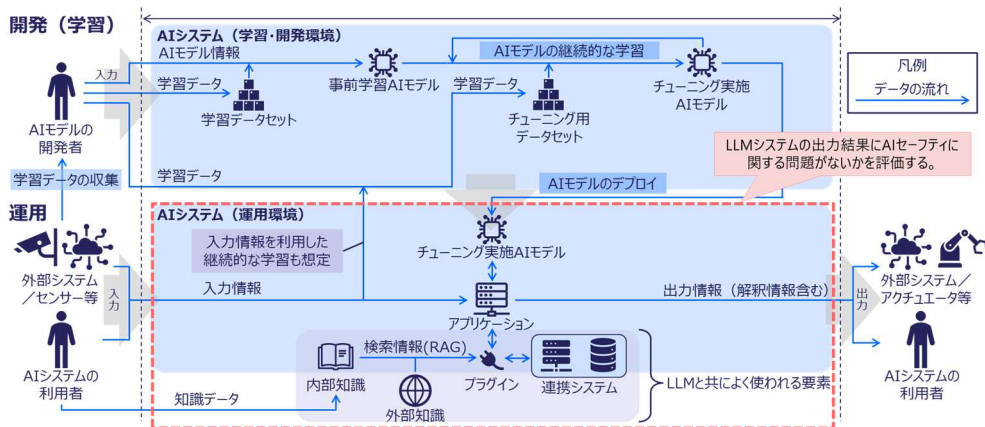 開発（学習）
AIシステム（学習・開発環境）
AIモデル情報
入力
学習データ
学習データセット
事前学習AIモデル
AIモデルの継続的な学習
学習データ
チューニング用
データセット
チューニング実施
AIモデル
凡例
データの流れ
AIモデルの
開発者
学習データ
LLMシステムの出力結果にAIセーフティに
関する問題がないかを評価する。
学習データの収集
AIモデルのデプロイ
運用
AIシステム（運用環境）
チューニング実施AIモデル
入力情報を利用した
継続的な学習も想定
外部システム
／センサー等
入力
入力情報
アプリケーション
出力情報（解釈情報含む）
出力
外部システム／
アクチュエータ等
検索情報(RAG)
内部知識
外部知識
プラグイン
連携システム
LLMと共によく使われる要素
AIシステムの
利用者
知識データ
AIシステムの
利用者